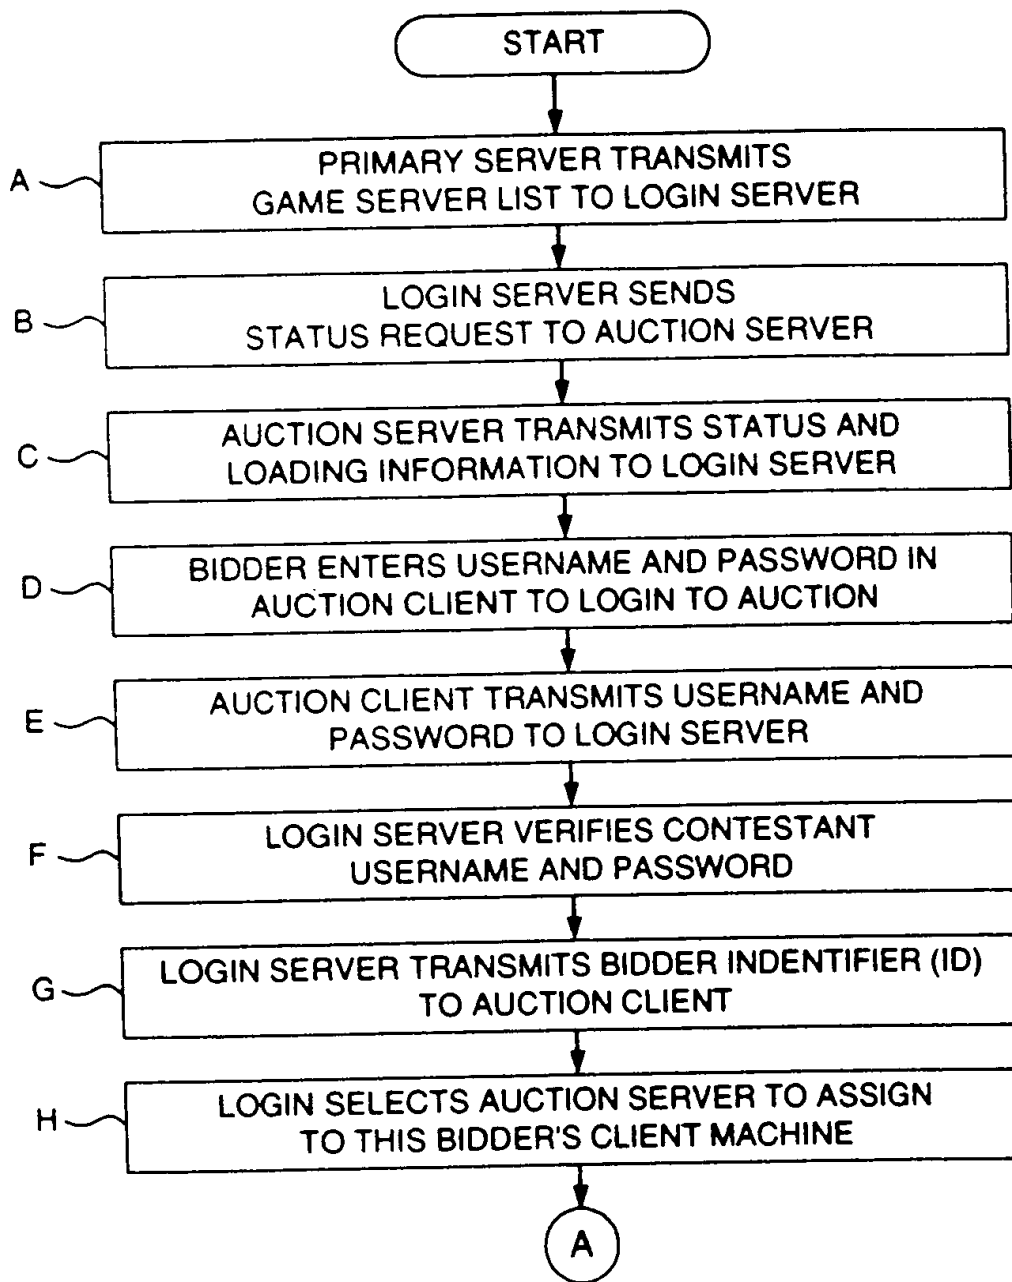 START
A
PRIMARY SERVER TRANSMITS
GAME SERVER LIST TO LOGIN SERVER
B
LOGIN SERVER SENDS
STATUS REQUEST TO AUCTION SERVER
C
AUCTION SERVER TRANSMITS STATUS AND
LOADING INFORMATION TO LOGIN SERVER
D
BIDDER ENTERS USERNAME AND PASSWORD IN
AUCTION CLIENT TO LOGIN TO AUCTION
E
AUCTION CLIENT TRANSMITS USERNAME AND
PASSWORD TO LOGIN SERVER
F
LOGIN SERVER VERIFIES CONTESTANT
USERNAME AND PASSWORD
G
LOGIN SERVER TRANSMITS BIDDER INDENTIFIER (ID)
TO AUCTION CLIENT
H
LOGIN SELECTS AUCTION SERVER TO ASSIGN
TO THIS BIDDER'S CLIENT MACHINE
A